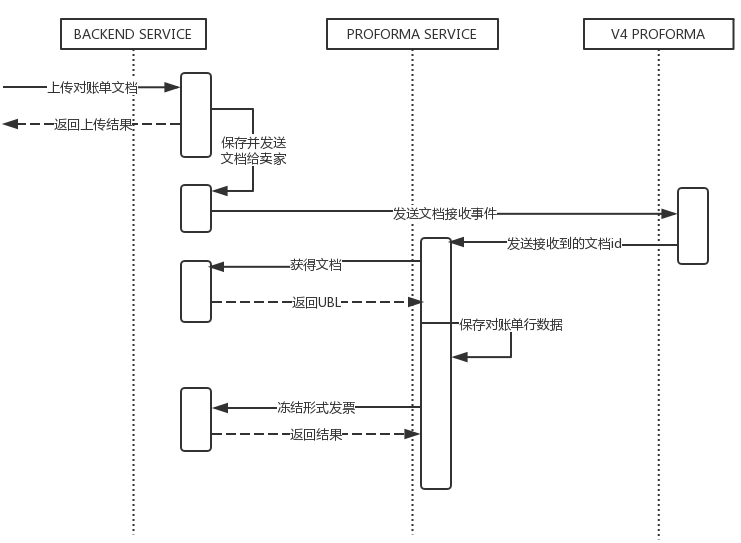 BACKEND SERVICE
PROFORMA SERVICE
V4 PROFORMA
上传对账单文档
返回上传结果
保存并发送
文档给卖家
发送文档接收事件
发送接收到的文档id
获得文档
返回UBL
保存对账单行数据
冻结形式发票
返回结果